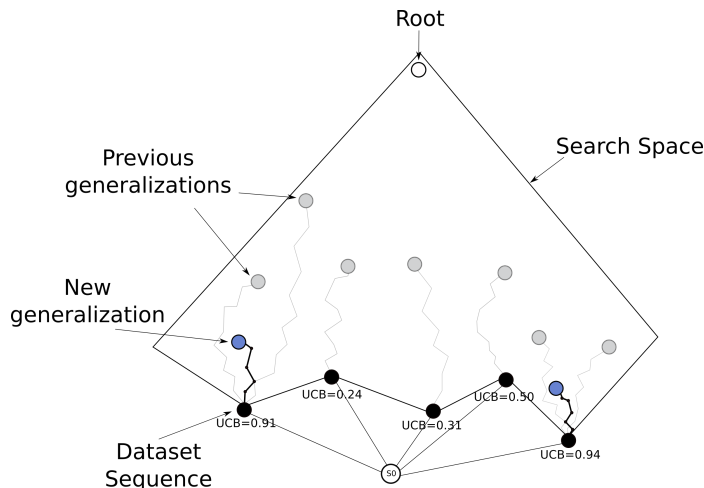 Root
Search Space
Previous
generalizations
New
generalization
UCB=0.24
UCB=0.50
UCB=0.91
UCB=0.31
UCB=0.94
Dataset
Sequence
S0